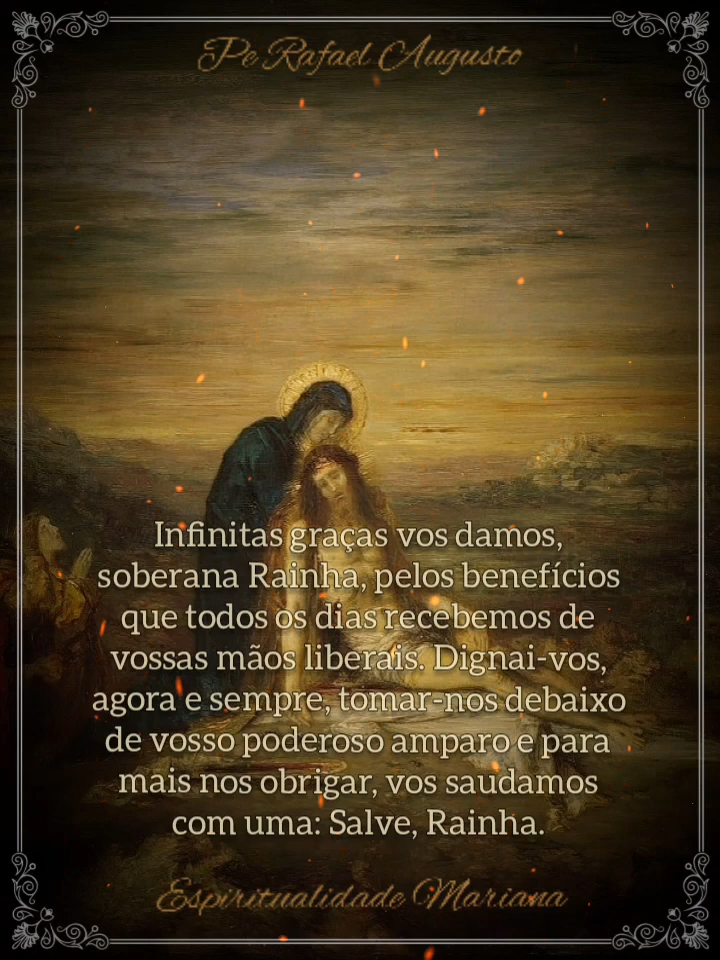 Pe Rafael Augusto
Infinitas graças vos damos,
soberana Rainha, pelos benefícios
que todos os dias recebemos de
vossas mãos liberais. Dignai-vos,
agora e sempre, tomar-nos debaixo
de vosso poderoso amparo e para
mais nos obrigar, vos saudamos
com uma: Salve, Rainha.
Espiritualidade Mariana